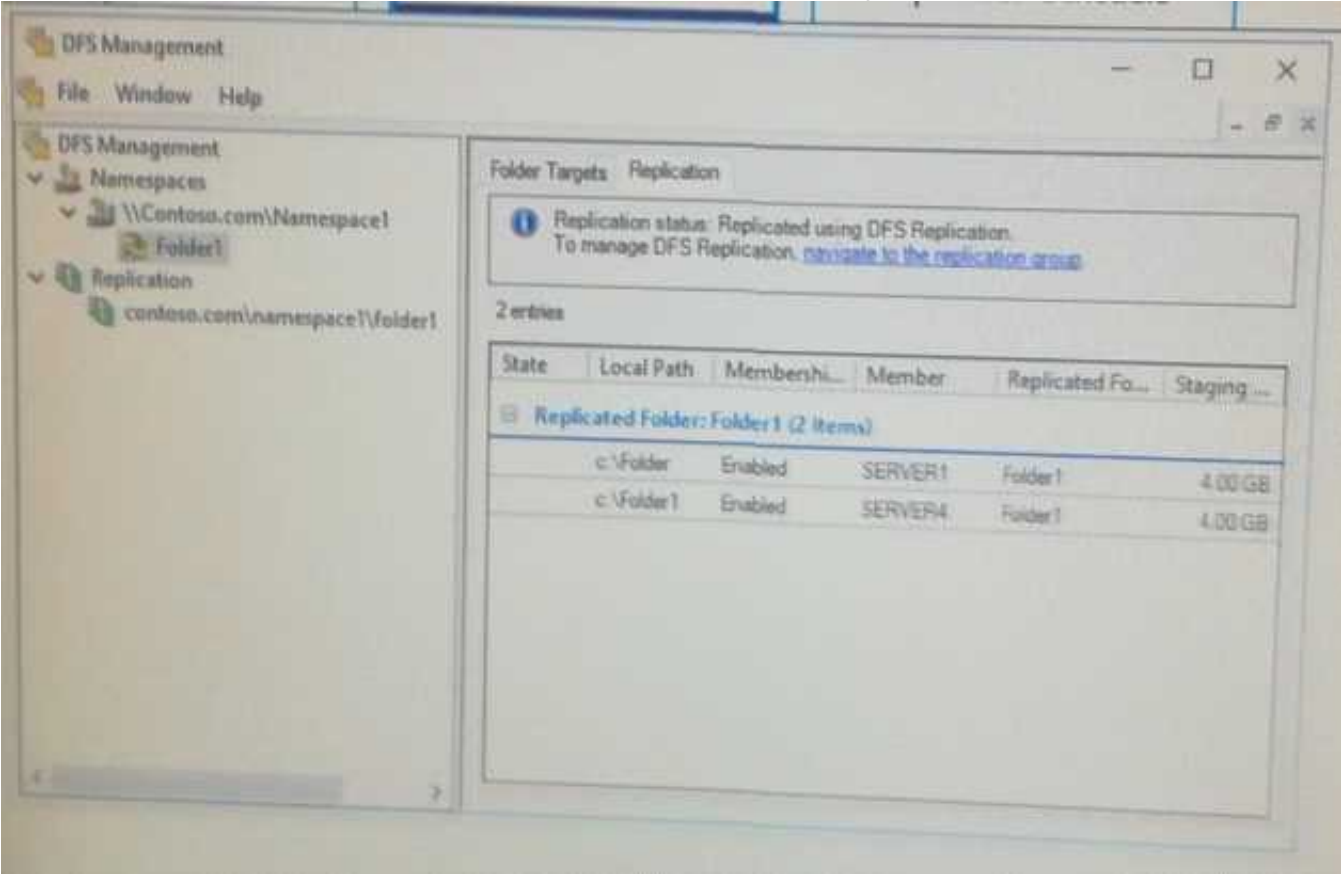 DFS Management
File Window Help
DFS Management
Namespaces
\\Contoso.com\Namespace1
Folder1
Replication
contoso.com\namespace1\folder1
Folder Targets Replication
Replication status: Replicated using DFS Replication.
To manage DFS Replication, navigate to the replication group.
2 entries
State Local Path Membershi... Member Replicated Fo... Staging ...
Replicated Folder: Folder1 (2 items)
c:\Folder Enabled SERVER1 Folder1 4.00 GB
c:\Folder1 Enabled SERVER4 Folder1 4.00 GB